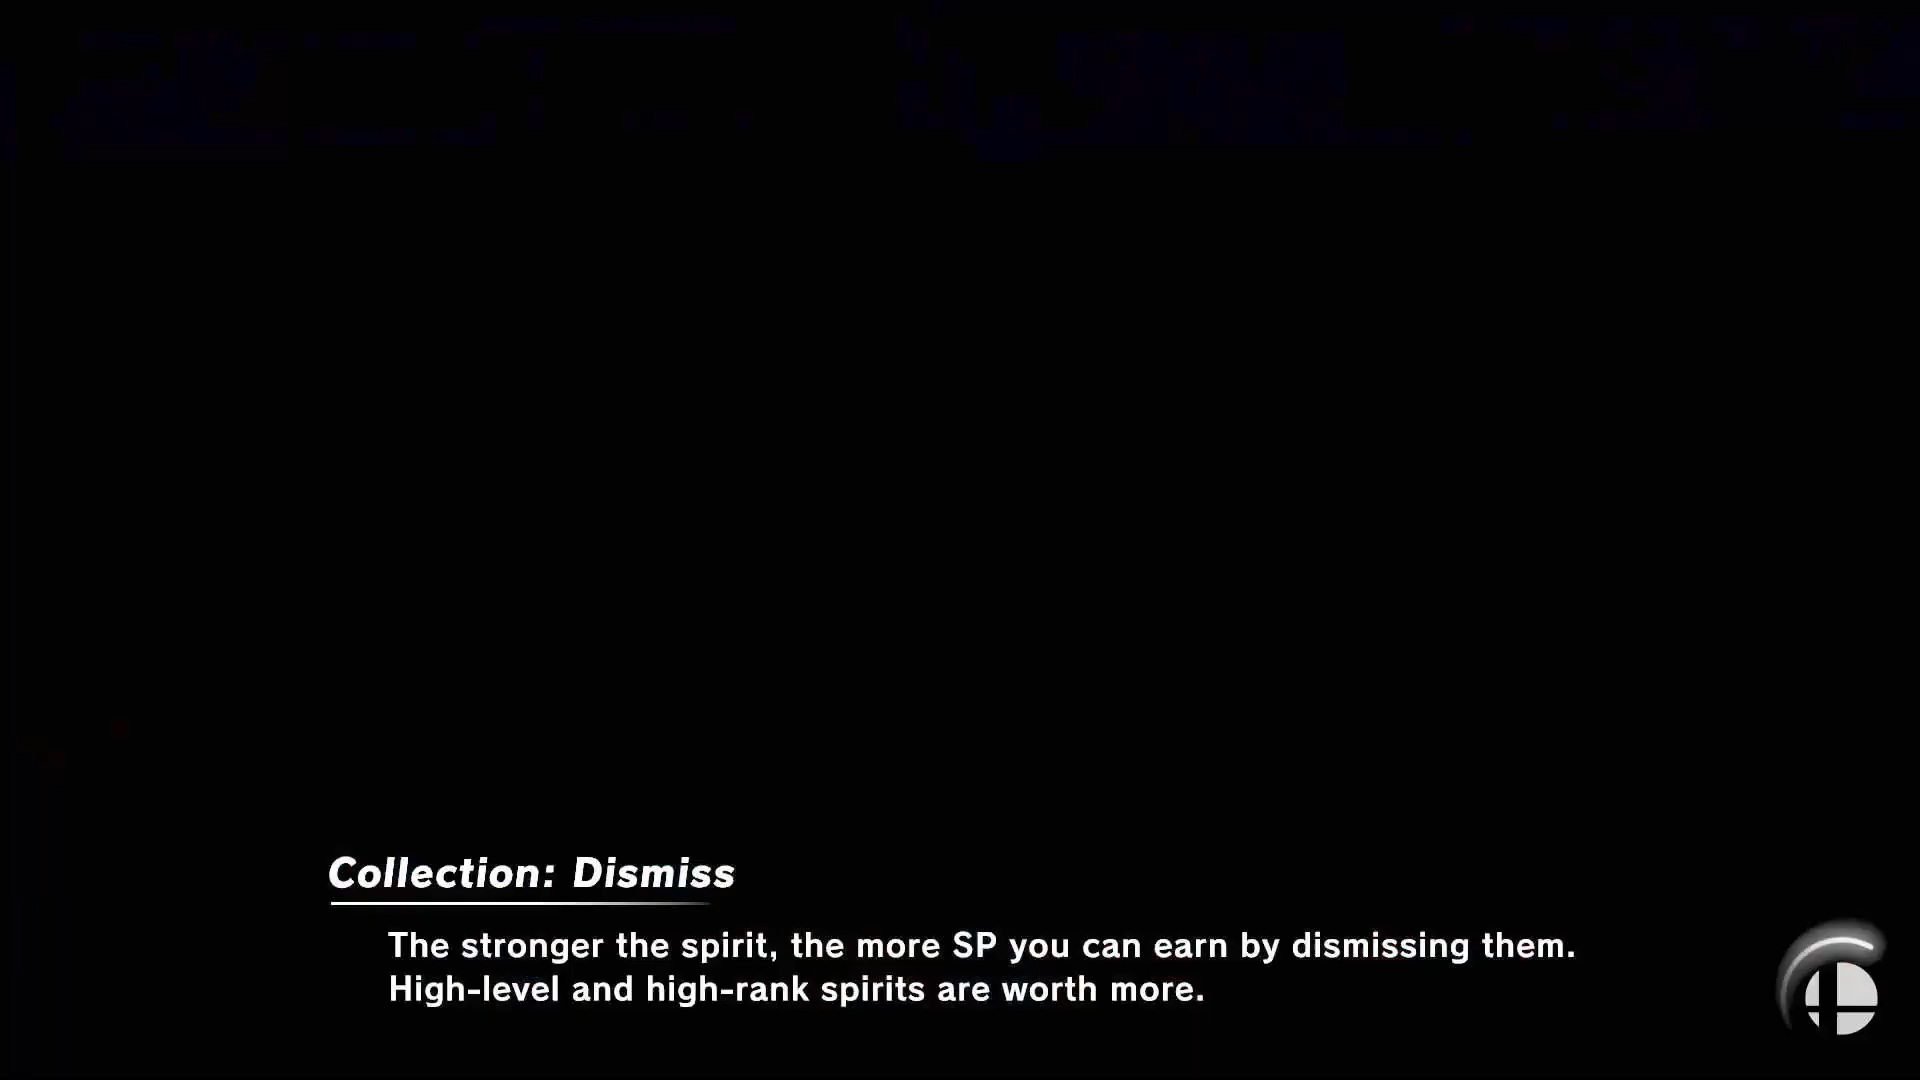 Collection: Dismiss
The stronger the spirit, the more SP you can earn by dismissing them.
High-level and high-rank spirits are worth more.